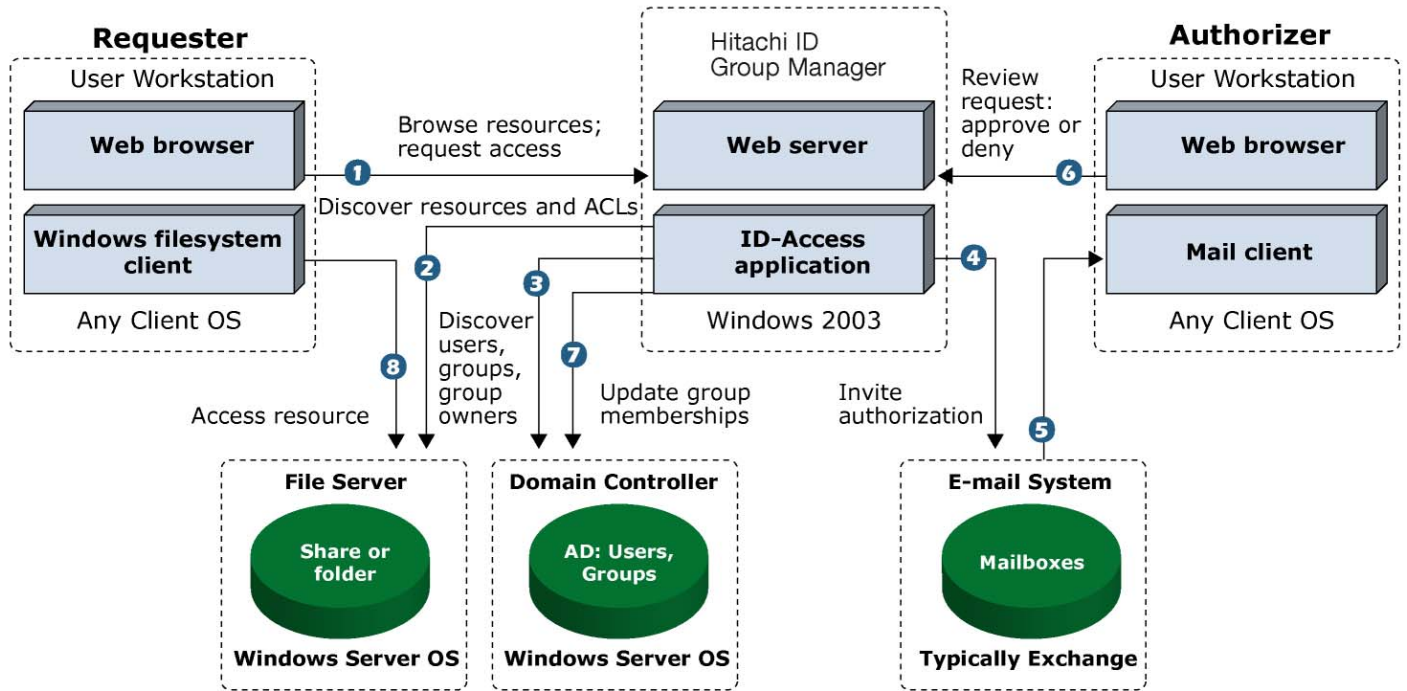 Requester
User Workstation
Web browser
Windows filesystem
client
Any Client OS
Browse resources;
request access
1
Discover resources and ACLs
2
3
8
Access resource
Discover
users,
groups,
group
owners
7
Update group
memberships
Hitachi ID
Group Manager
Web server
ID-Access
application
Windows 2003
Review
request:
approve or
deny
6
4
Invite
authorization
5
Authorizer
User Workstation
Web browser
Mail client
Any Client OS
File Server
Share or
folder
Windows Server OS
Domain Controller
AD: Users,
Groups
Windows Server OS
E-mail System
Mailboxes
Typically Exchange